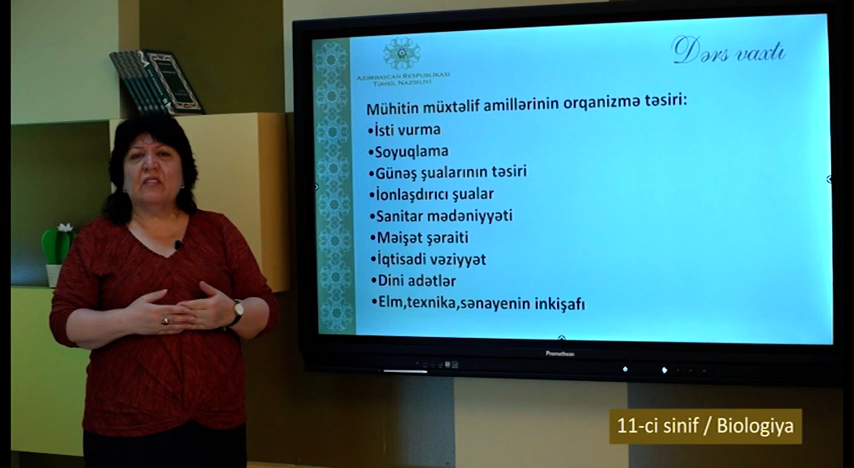 Dərs vaxtı
AZƏRBAYCAN RESPUBLİKASI
TƏHSİL NAZİRLİYİ
Mühitin müxtəlif amillərinin orqanizmə təsiri:
•İsti vurma
•Soyuqlama
•Günəş şualarının təsiri
•İonlaşdırıcı şualar
•Sanitar mədəniyyəti
•Məişət şəraiti
•İqtisadi vəziyyət
•Dini adətlər
•Elm,texnika,sənayenin inkişafı
Promethean
11-ci sinif / Biologiya